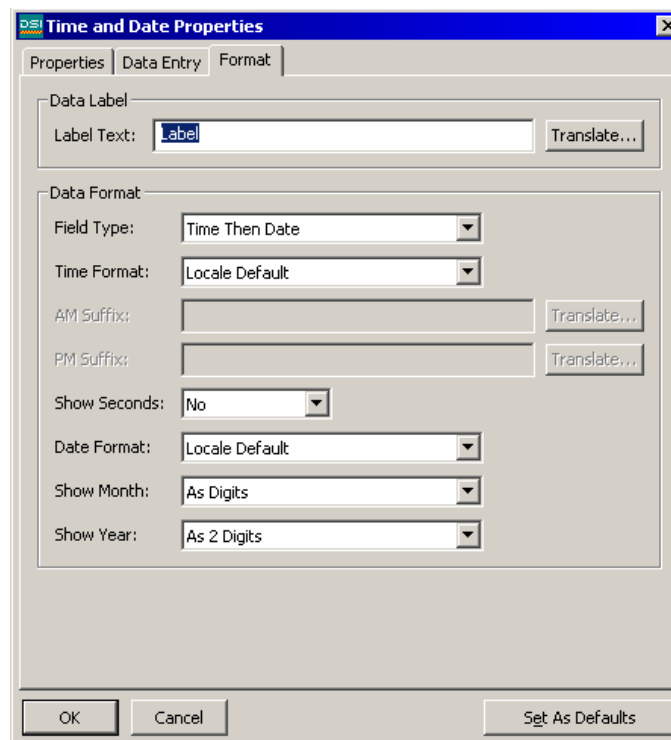 DSI Time and Date Properties
Properties Data Entry Format
Data Label
Label Text: Label Translate...
Data Format
Field Type: Time Then Date
Time Format: Locale Default
AM Suffix: Translate...
PM Suffix: Translate...
Show Seconds: No
Date Format: Locale Default
Show Month: As Digits
Show Year: As 2 Digits
OK Cancel Set As Defaults